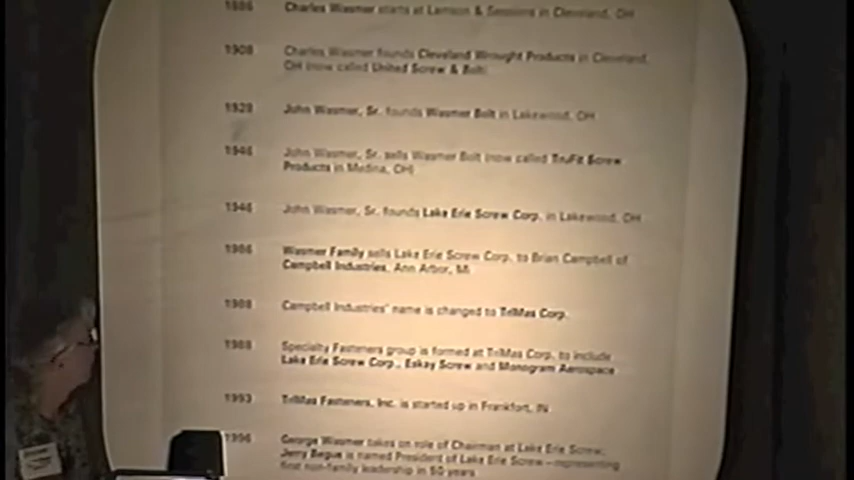 1886 Charles Wasmer starts at Lamson & Sessions in Cleveland, OH
1908 Charles Wasmer founds Cleveland Wrought Products in Cleveland,
OH (now called United Screw & Bolt)
1929 John Wasmer, Sr. founds Wasmer Bolt in Lakewood, OH
1946 John Wasmer, Sr. sells Wasmer Bolt (now called TruFit Screw
Products in Medina, OH)
1946 John Wasmer, Sr. founds Lake Erie Screw Corp. in Lakewood, OH
1986 Wasmer Family sells Lake Erie Screw Corp. to Brian Campbell of
Campbell Industries, Ann Arbor, MI
1988 Campbell Industries' name is changed to TriMas Corp.
1988 Specialty Fasteners group is formed at TriMas Corp. to include
Lake Erie Screw Corp., Eskay Screw and Monogram Aerospace
1993 TriMas Fasteners, Inc. is started up in Frankfort, IN
1996 George Wasmer takes on role of Chairman at Lake Erie Screw;
Jerry Begue is named President of Lake Erie Screw – representing
first non-family leadership in 50 years